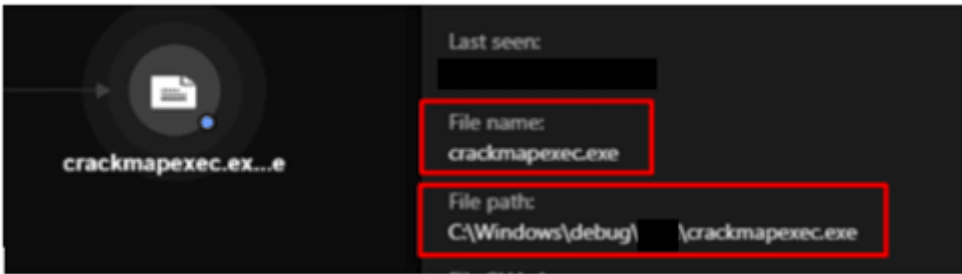 crackmapexec.ex...e
Last seen:
File name:
crackmapexec.exe
File path:
C:\Windows\debug\ \crackmapexec.exe